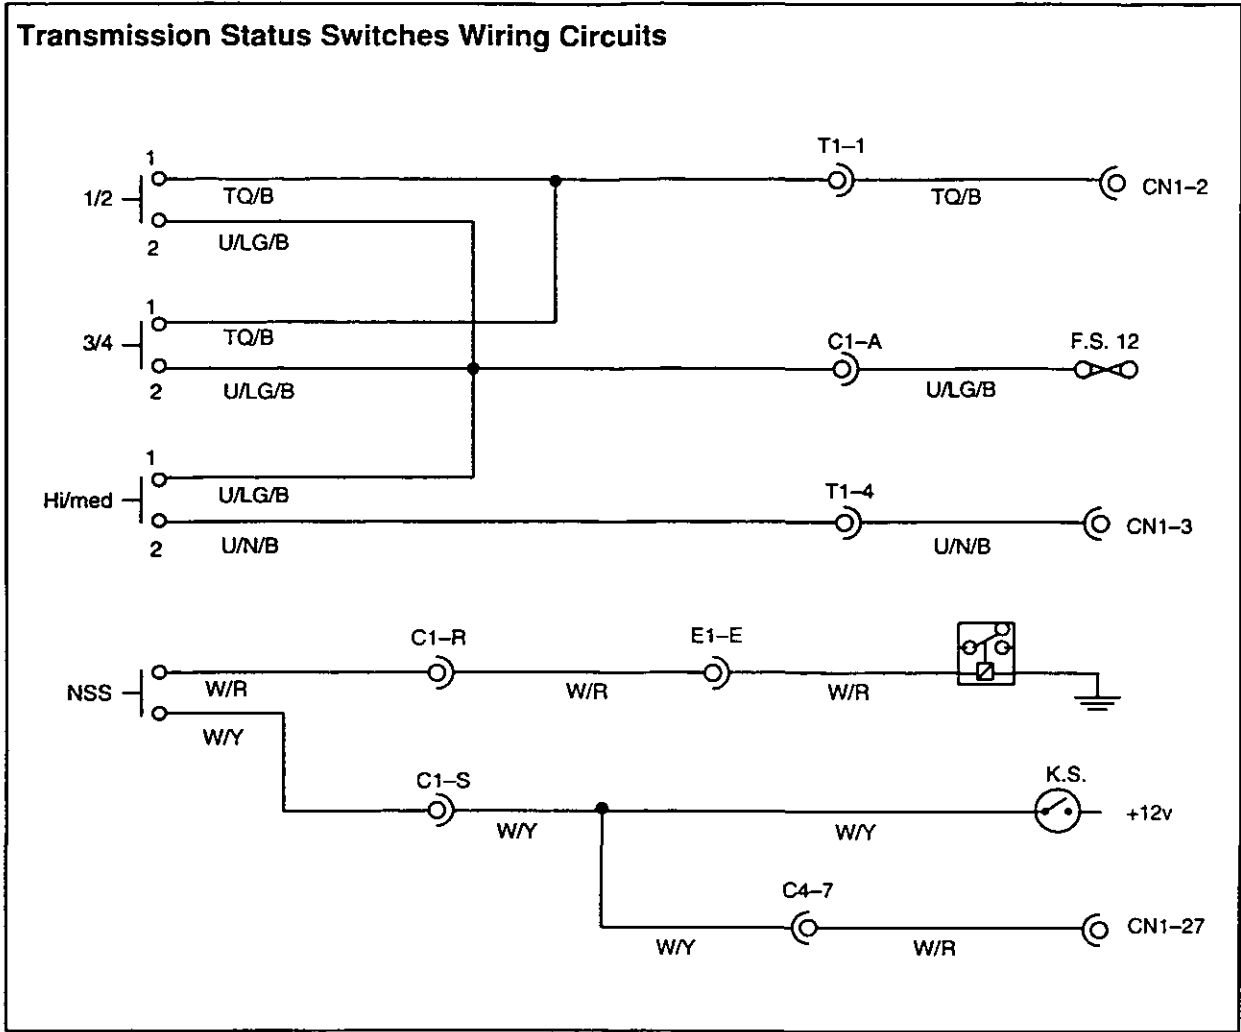 Transmission Status Switches Wiring Circuits
1
T1–1
1/2
TQ/B
TQ/B
CN1–2
2
U/LG/B
1
3/4
TQ/B
C1–A
F.S. 12
2
U/LG/B
U/LG/B
1
Hi/med
U/LG/B
T1–4
2
U/N/B
U/N/B
CN1–3
C1–R
E1–E
NSS
W/R
W/R
W/R
W/Y
C1–S
K.S.
W/Y
W/Y
+12v
C4–7
W/Y
W/R
CN1–27